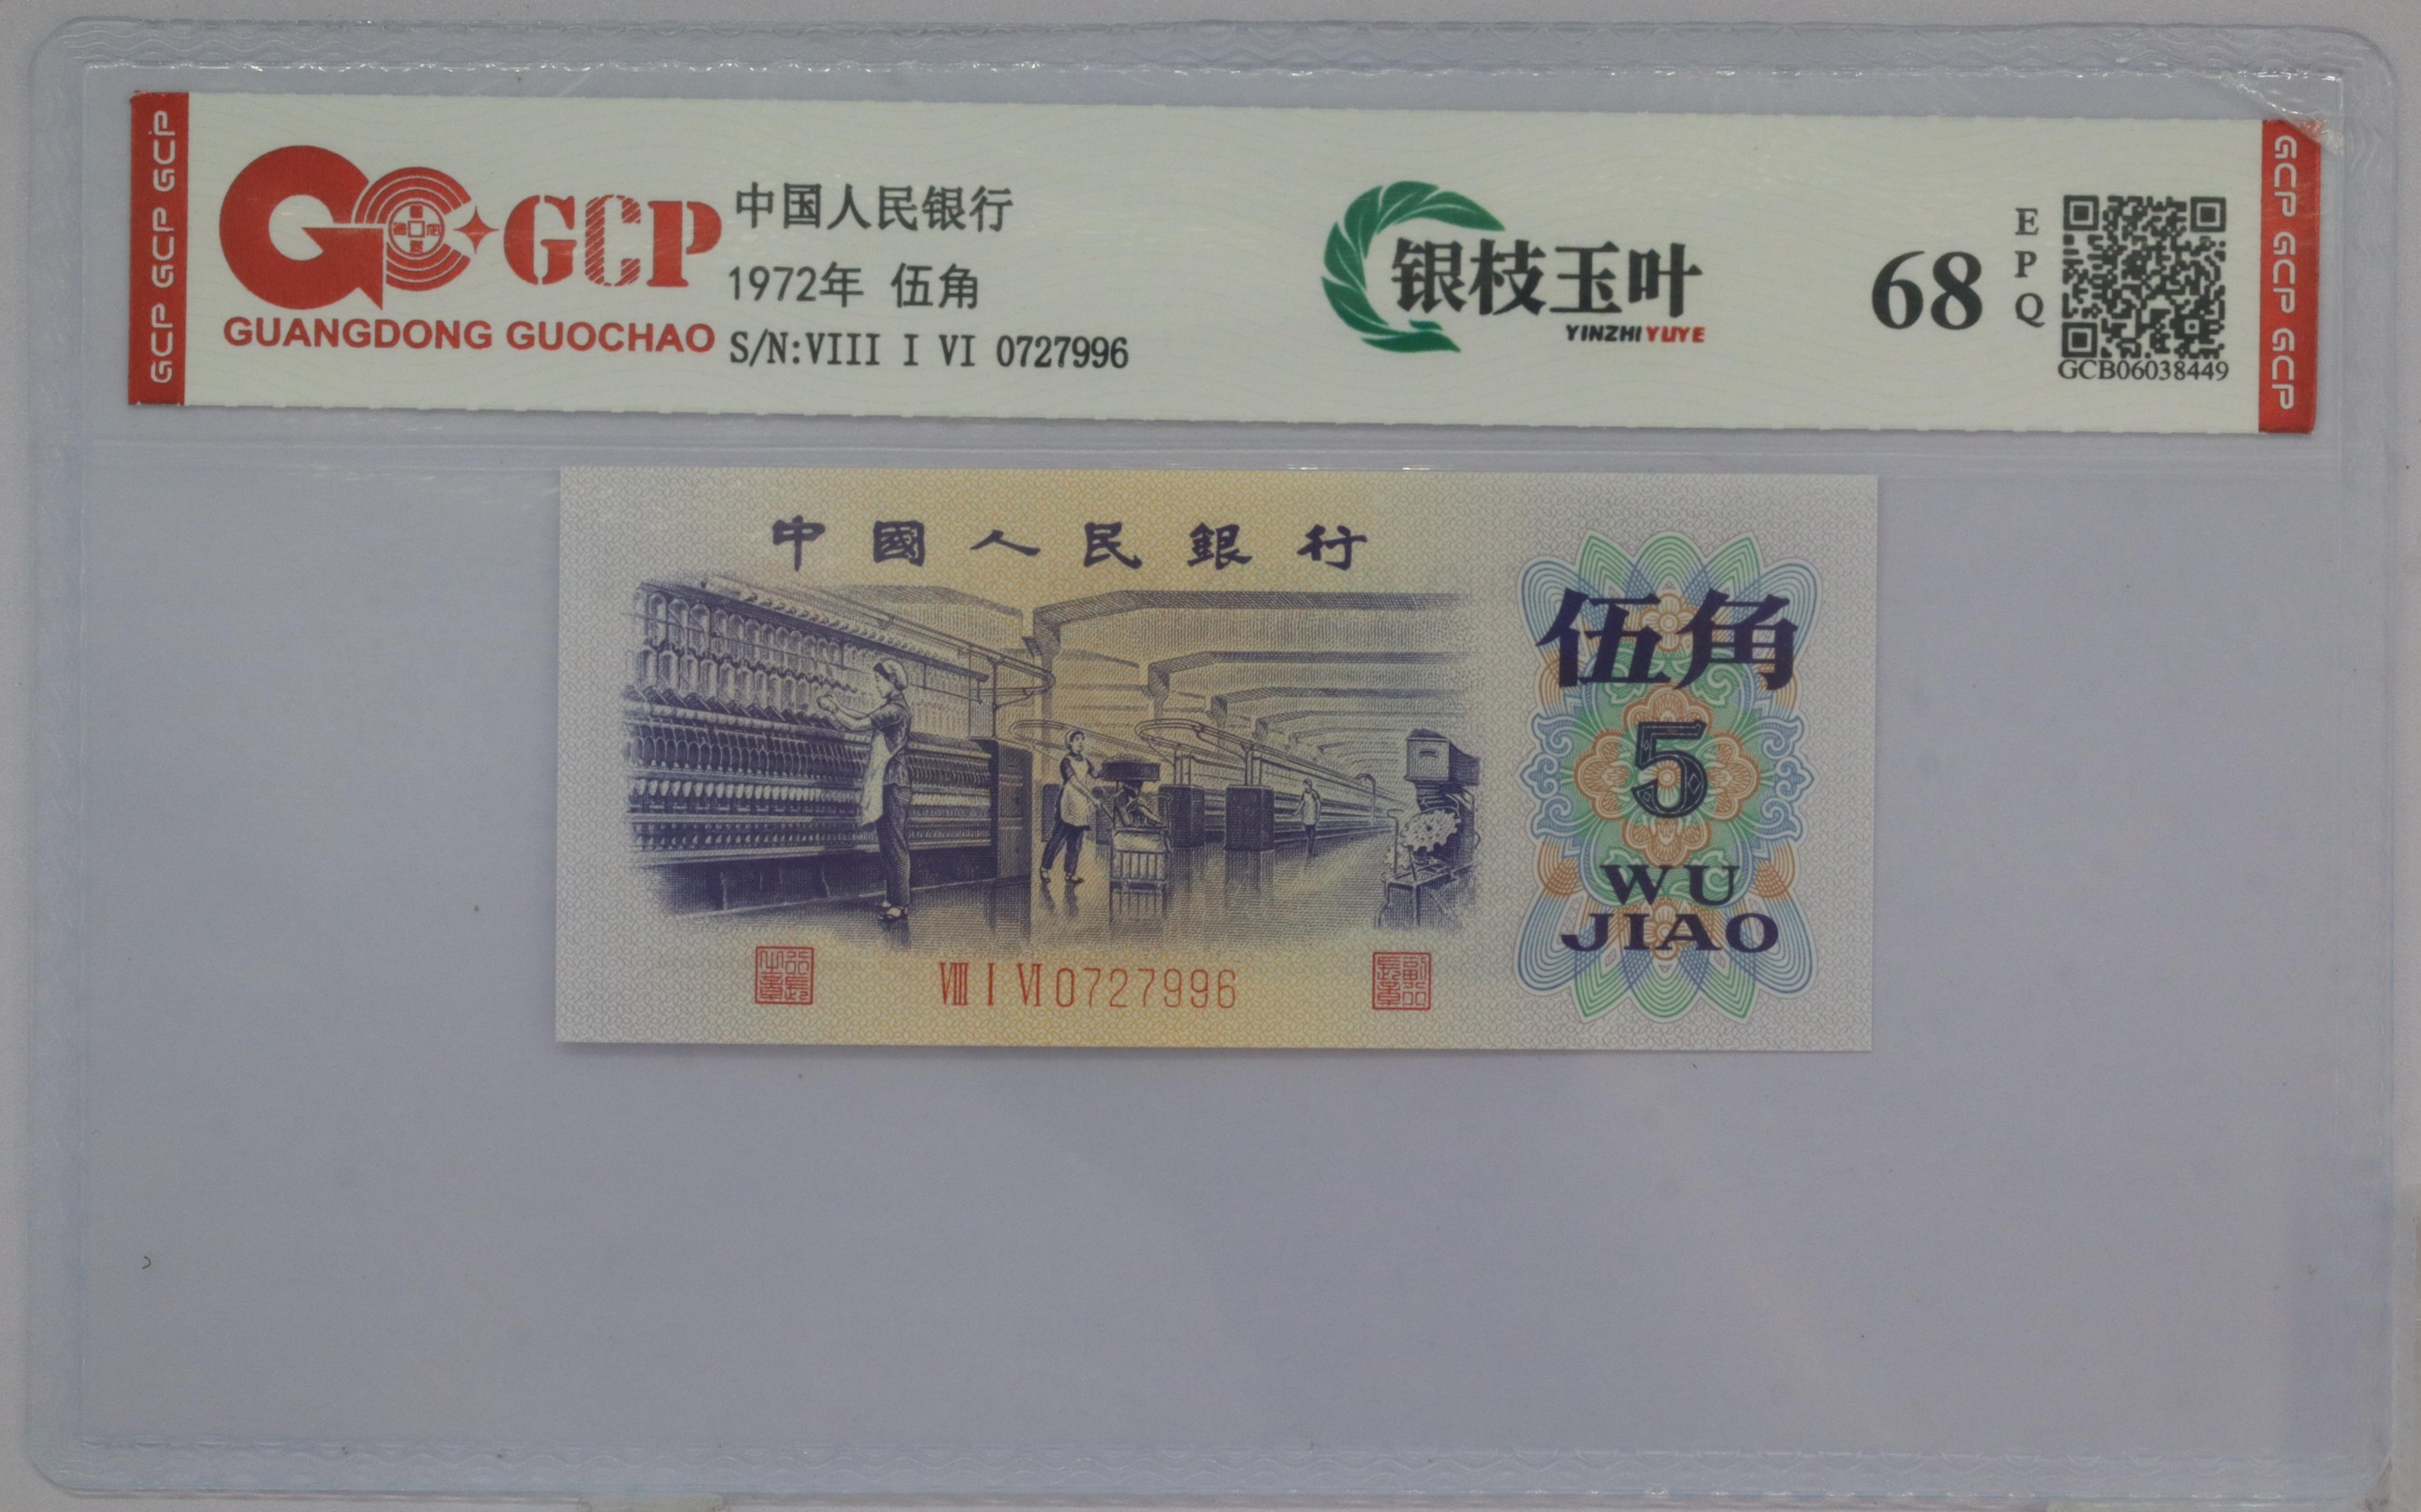 GCP GCP GCP
GCP
GUANGDONG GUOCHAO
中国人民银行
1972年 伍角
S/N:VIII I VI 0727996
银枝玉叶
YINZHI YUYE
68
EPQ
GCB06038449
GCP GCP GCP
中國人民銀行
伍角
5
WU
JIAO
VIII I VI 0727996